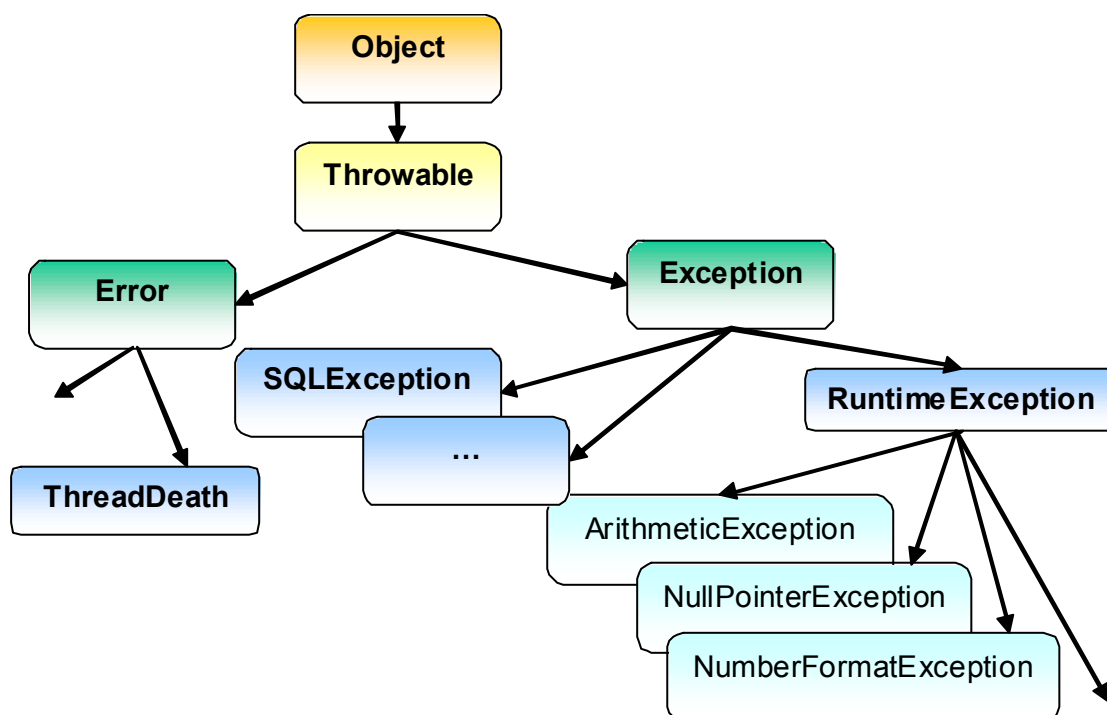 Object
Throwable
Error
Exception
SQLException
...
RuntimeException
ThreadDeath
ArithmeticException
NullPointerException
NumberFormatException